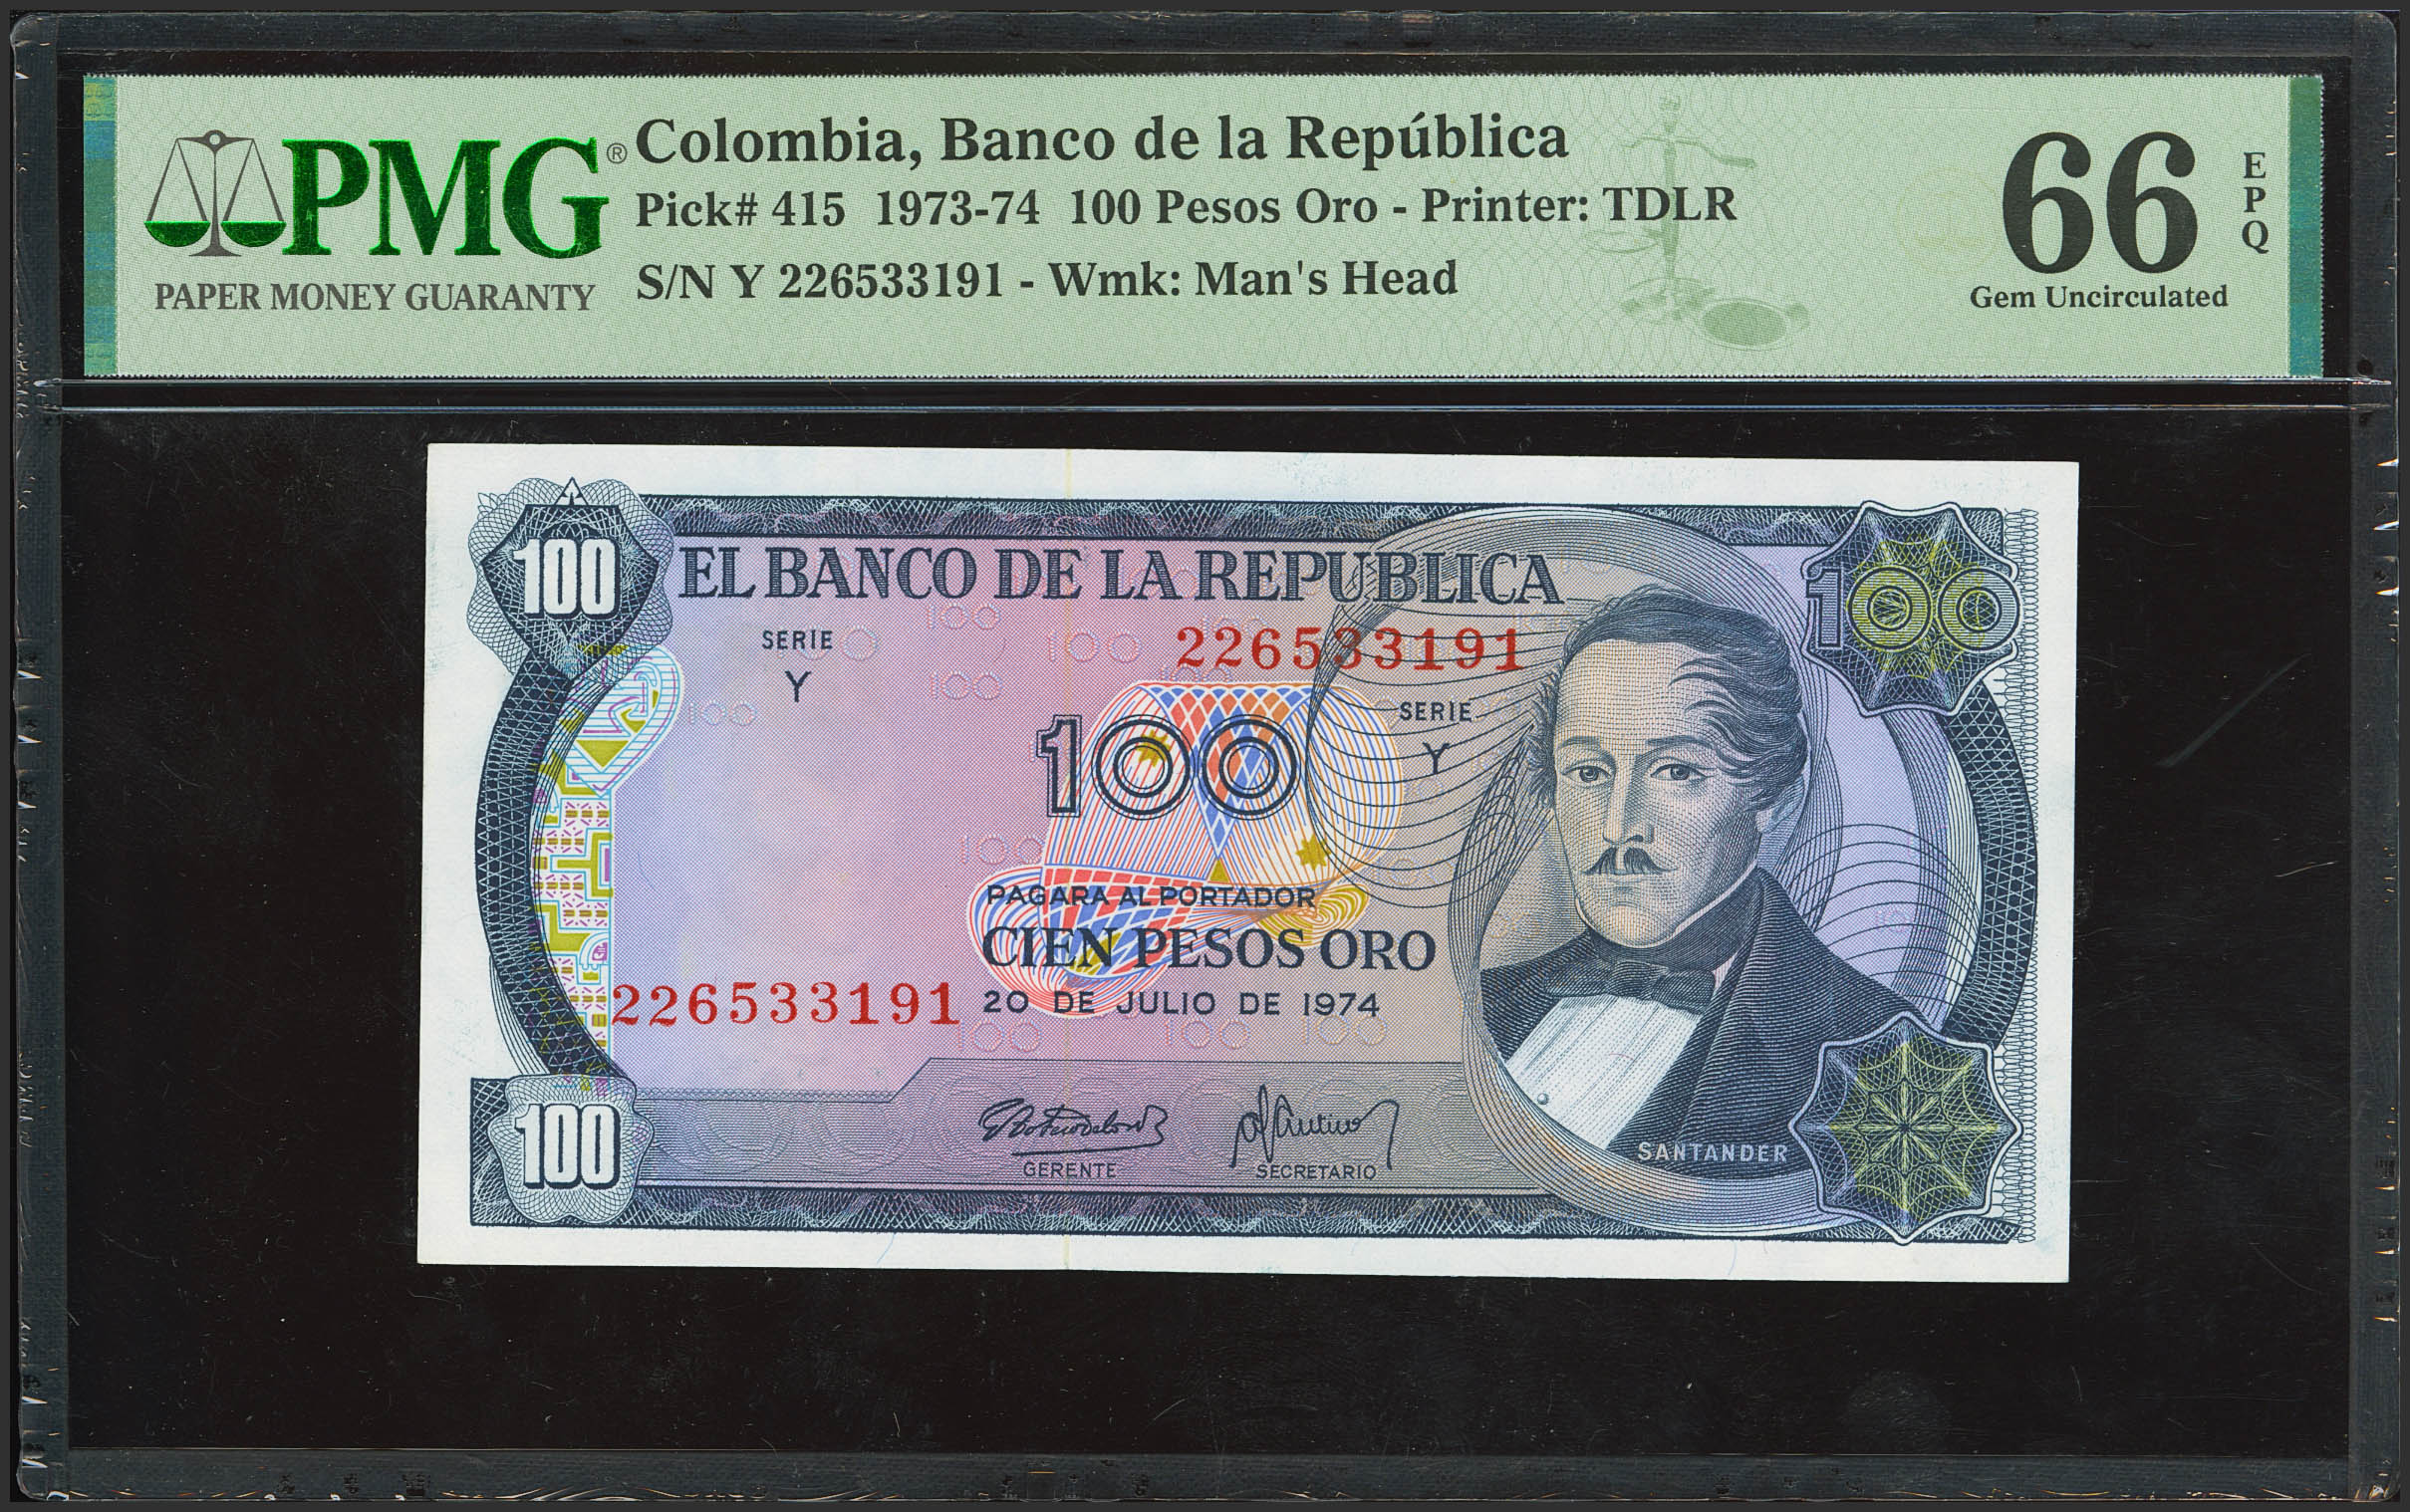 PMG®
PAPER MONEY GUARANTY
Colombia, Banco de la República
Pick# 415 1973-74 100 Pesos Oro - Printer: TDLR
S/N Y 226533191 - Wmk: Man's Head
66
EPQ
Gem Uncirculated
100
EL BANCO DE LA REPUBLICA
100
SERIE
Y
226533191
100
SERIE
Y
PAGARA AL PORTADOR
CIEN PESOS ORO
226533191
20 DE JULIO DE 1974
100
GERENTE
SECRETARIO
SANTANDER